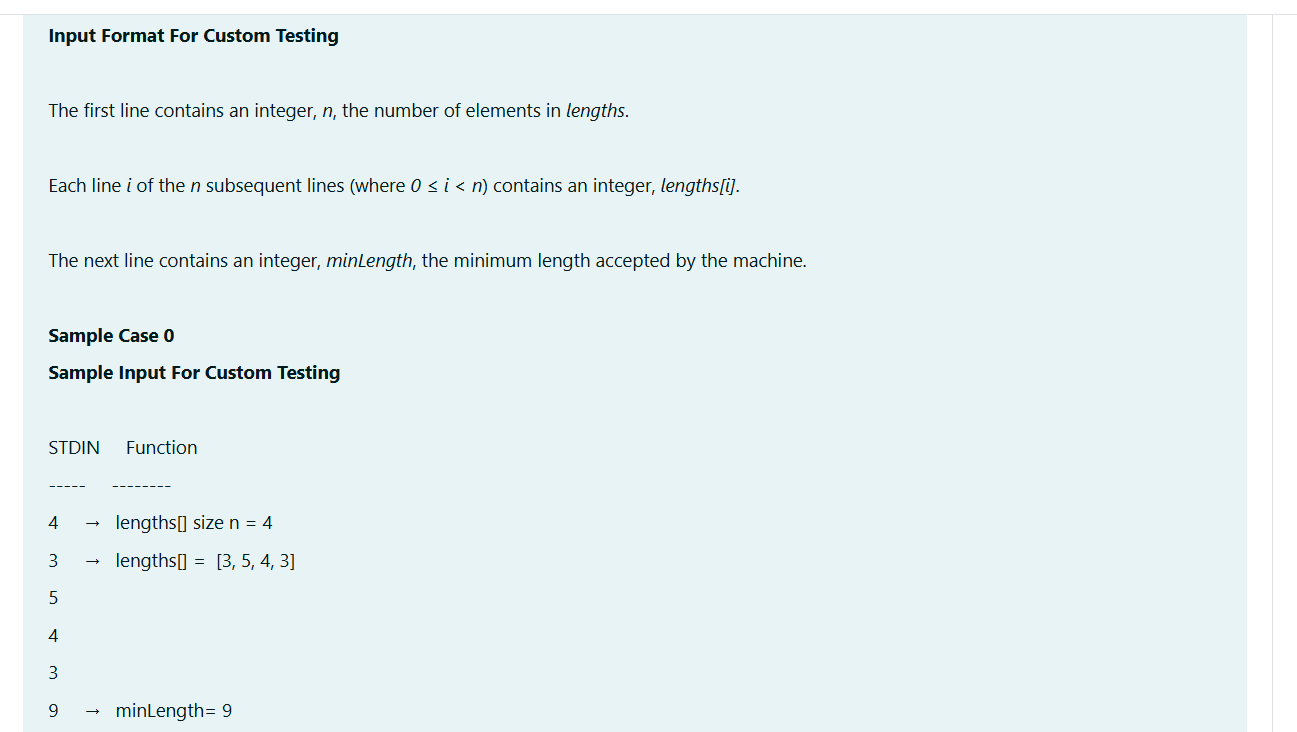 Input Format For Custom Testing
The first line contains an integer, n, the number of elements in lengths.
Each line i of the n subsequent lines (where 0 ≤ i < n) contains an integer, lengths[i].
The next line contains an integer, minLength, the minimum length accepted by the machine.
Sample Case 0
Sample Input For Custom Testing
STDIN Function
----- --------
4 → lengths[] size n = 4
3 → lengths[] = [3, 5, 4, 3]
5
4
3
9 → minLength= 9